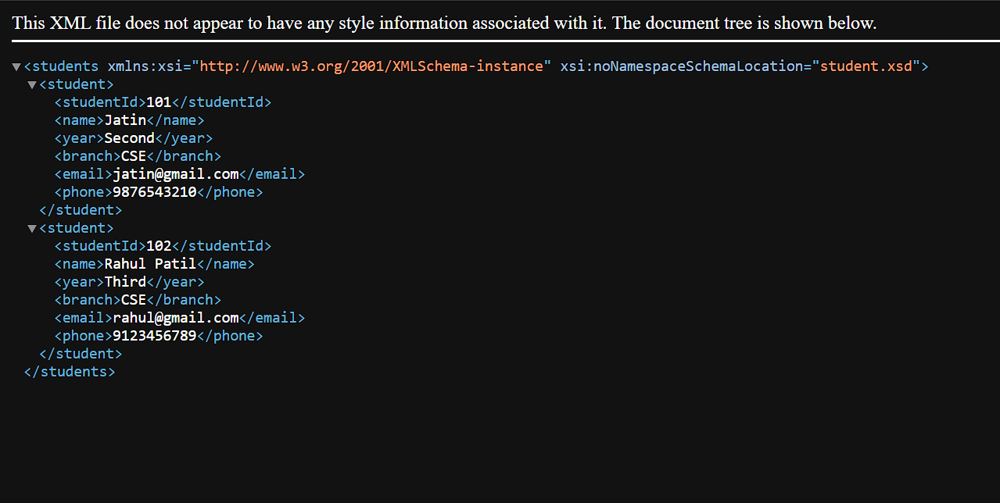 This XML file does not appear to have any style information associated with it. The document tree is shown below.
▼<students xmlns:xsi="http://www.w3.org/2001/XMLSchema-instance" xsi:noNamespaceSchemaLocation="student.xsd">
▼<student>
<studentId>101</studentId>
<name>Jatin</name>
<year>Second</year>
<branch>CSE</branch>
<email>jatin@gmail.com</email>
<phone>9876543210</phone>
</student>
▼<student>
<studentId>102</studentId>
<name>Rahul Patil</name>
<year>Third</year>
<branch>CSE</branch>
<email>rahul@gmail.com</email>
<phone>9123456789</phone>
</student>
</students>